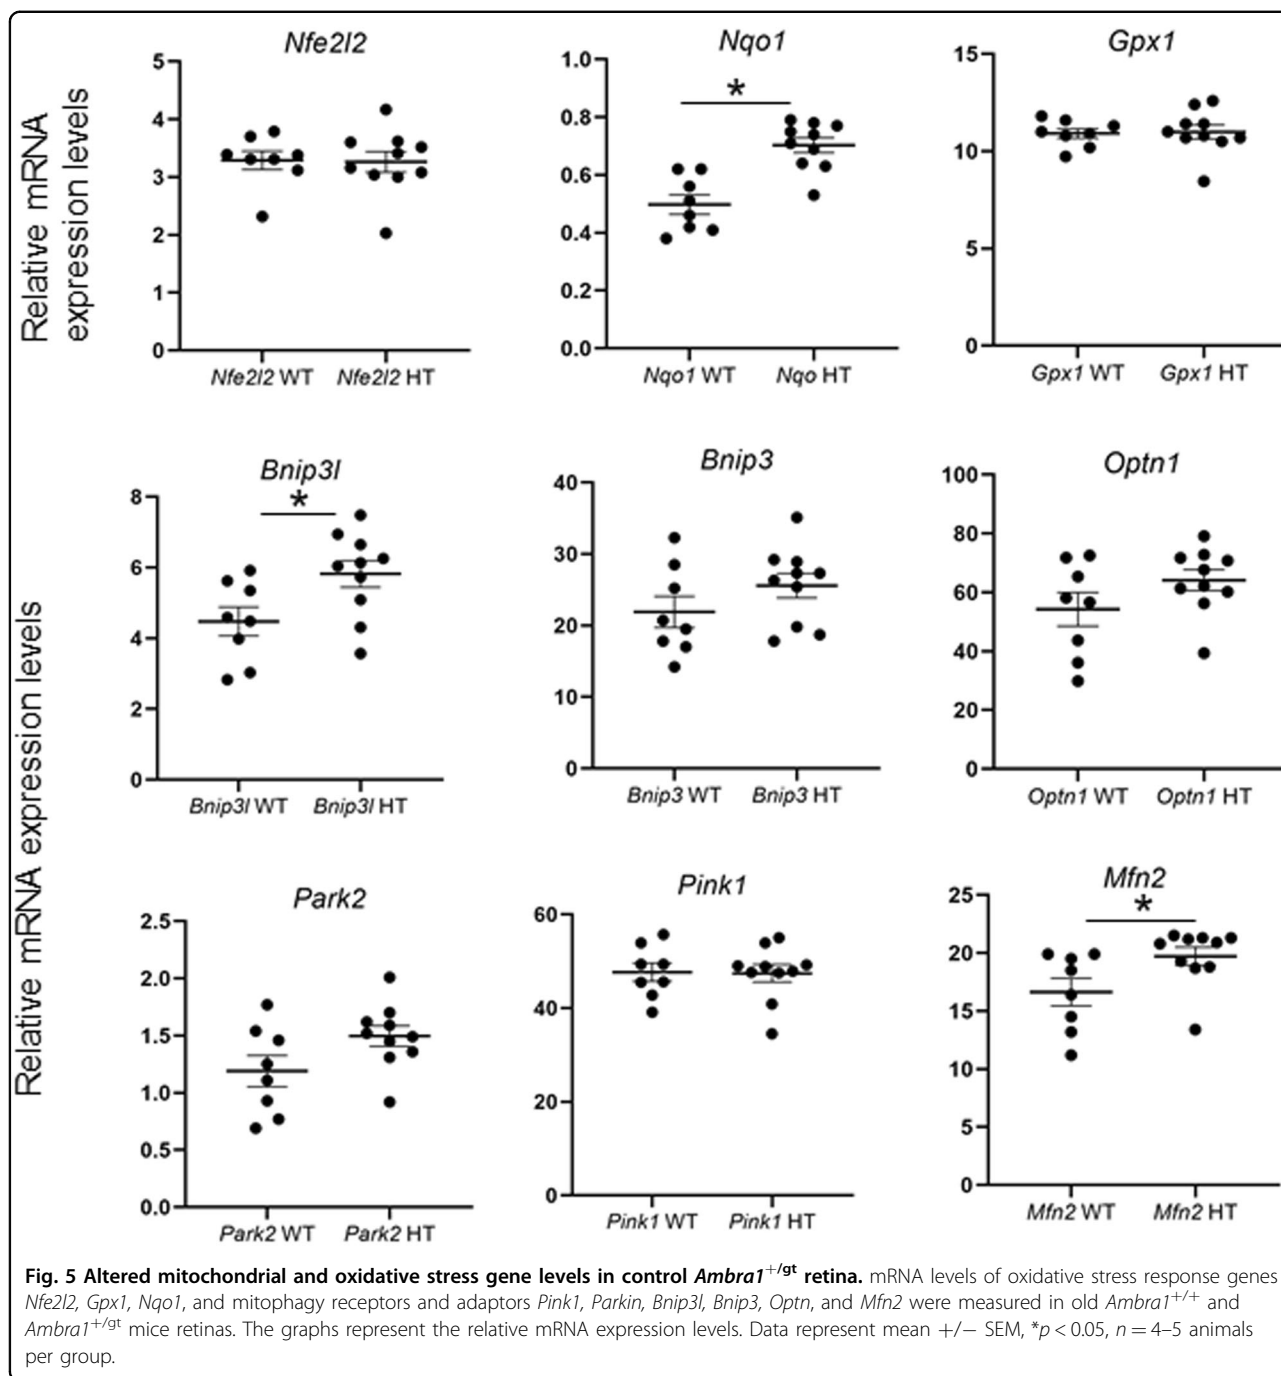 Nfe2l2
Nqo1
Gpx1
Relative mRNA
expression levels
5
4
3
2
1
0
Nfe2l2 WT
Nfe2l2 HT
*
1.0
0.8
0.6
0.4
0.2
0.0
Nqo1 WT
Nqo HT
15
10
5
0
Gpx1 WT
Gpx1 HT
Bnip3l
Bnip3
Optn1
Relative mRNA expression levels
*
8
6
4
2
0
Bnip3l WT
Bnip3l HT
40
30
20
10
0
Bnip3 WT
Bnip3 HT
100
80
60
40
20
0
Optn1 WT
Optn1 HT
Park2
Pink1
Mfn2
2.5
2.0
1.5
1.0
0.5
0.0
Park2 WT
Park2 HT
60
40
20
0
Pink1 WT
Pink1 HT
*
25
20
15
10
5
0
Mfn2 WT
Mfn2 HT
Fig. 5 Altered mitochondrial and oxidative stress gene levels in control Ambra1+/gt retina. mRNA levels of oxidative stress response genes
Nfe2l2, Gpx1, Nqo1, and mitophagy receptors and adaptors Pink1, Parkin, Bnip3l, Bnip3, Optn, and Mfn2 were measured in old Ambra1+/+ and
Ambra1+/gt mice retinas. The graphs represent the relative mRNA expression levels. Data represent mean +/− SEM, *p < 0.05, n = 4–5 animals
per group.